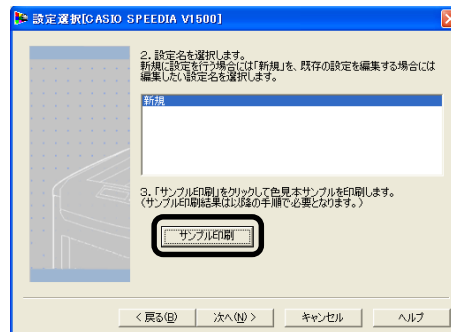 設定選択[CASIO SPEEDIA V1500]
2. 設定名を選択します。
新規に設定を行う場合には「新規」を、既存の設定を編集する場合には
編集したい設定名を選択します。
新規
3. 「サンプル印刷」をクリックして色見本サンプルを印刷します。
(サンプル印刷結果は以降の手順で必要となります。)
サンプル印刷
< 戻る(B)
次へ(N) >
キャンセル
ヘルプ